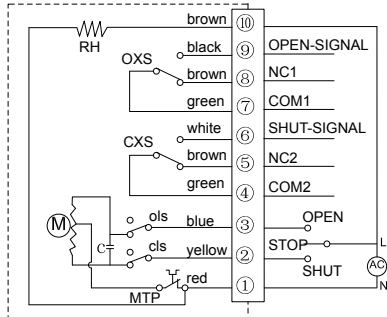 brown ⑩
RH
black ⑨ OPEN-SIGNAL
OXS
brown ⑧ NC1
green ⑦ COM1
white ⑥ SHUT-SIGNAL
CXS
brown ⑤ NC2
green ④ COM2
ols blue ③ OPEN
M
C
STOP L
cls yellow ②
SHUT AC
red ① N
MTP